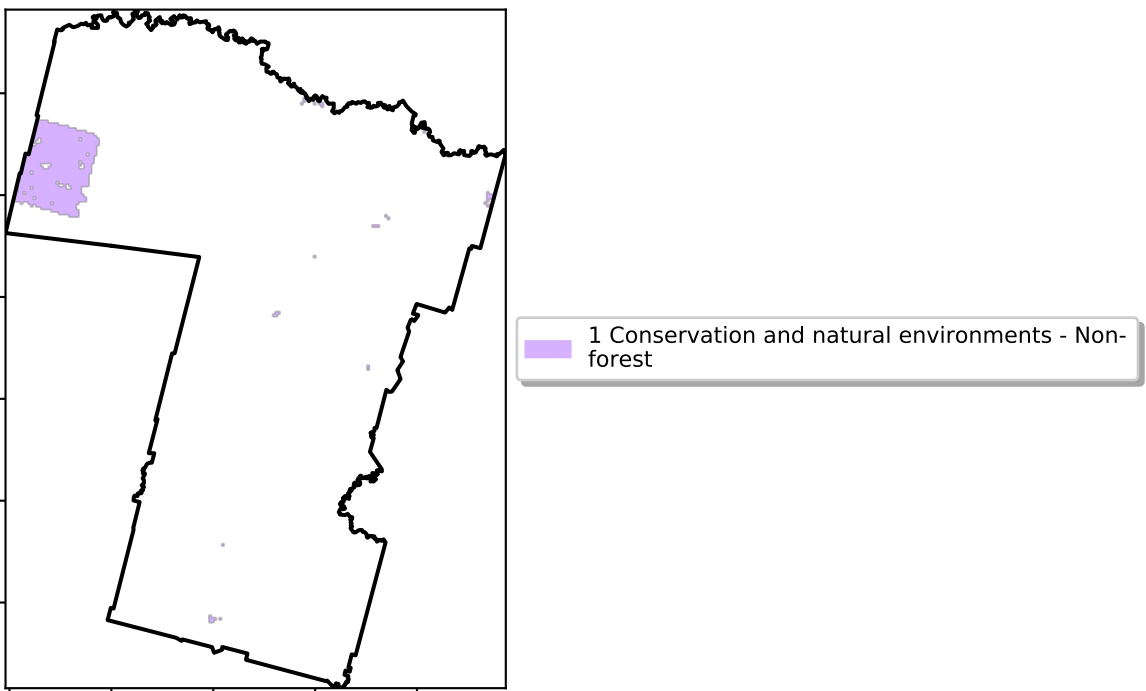 1 Conservation and natural environments - Non-
forest